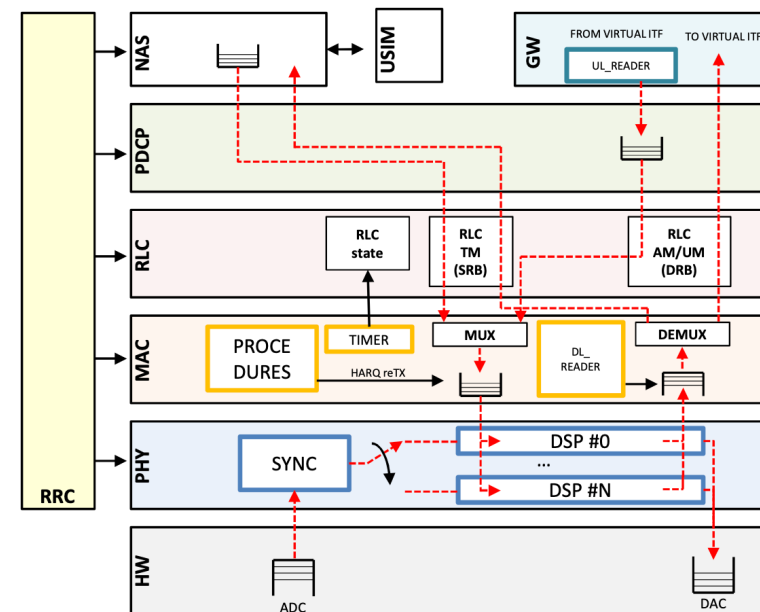 NAS
USIM
GW
FROM VIRTUAL ITF
TO VIRTUAL ITF
UL_READER
PDCP
RLC
RLC
state
RLC
TM
(SRB)
RLC
AM/UM
(DRB)
MAC
PROCE
DURES
TIMER
HARQ reTX
MUX
DL_
READER
DEMUX
PHY
SYNC
DSP #0
...
DSP #N
RRC
HW
ADC
DAC